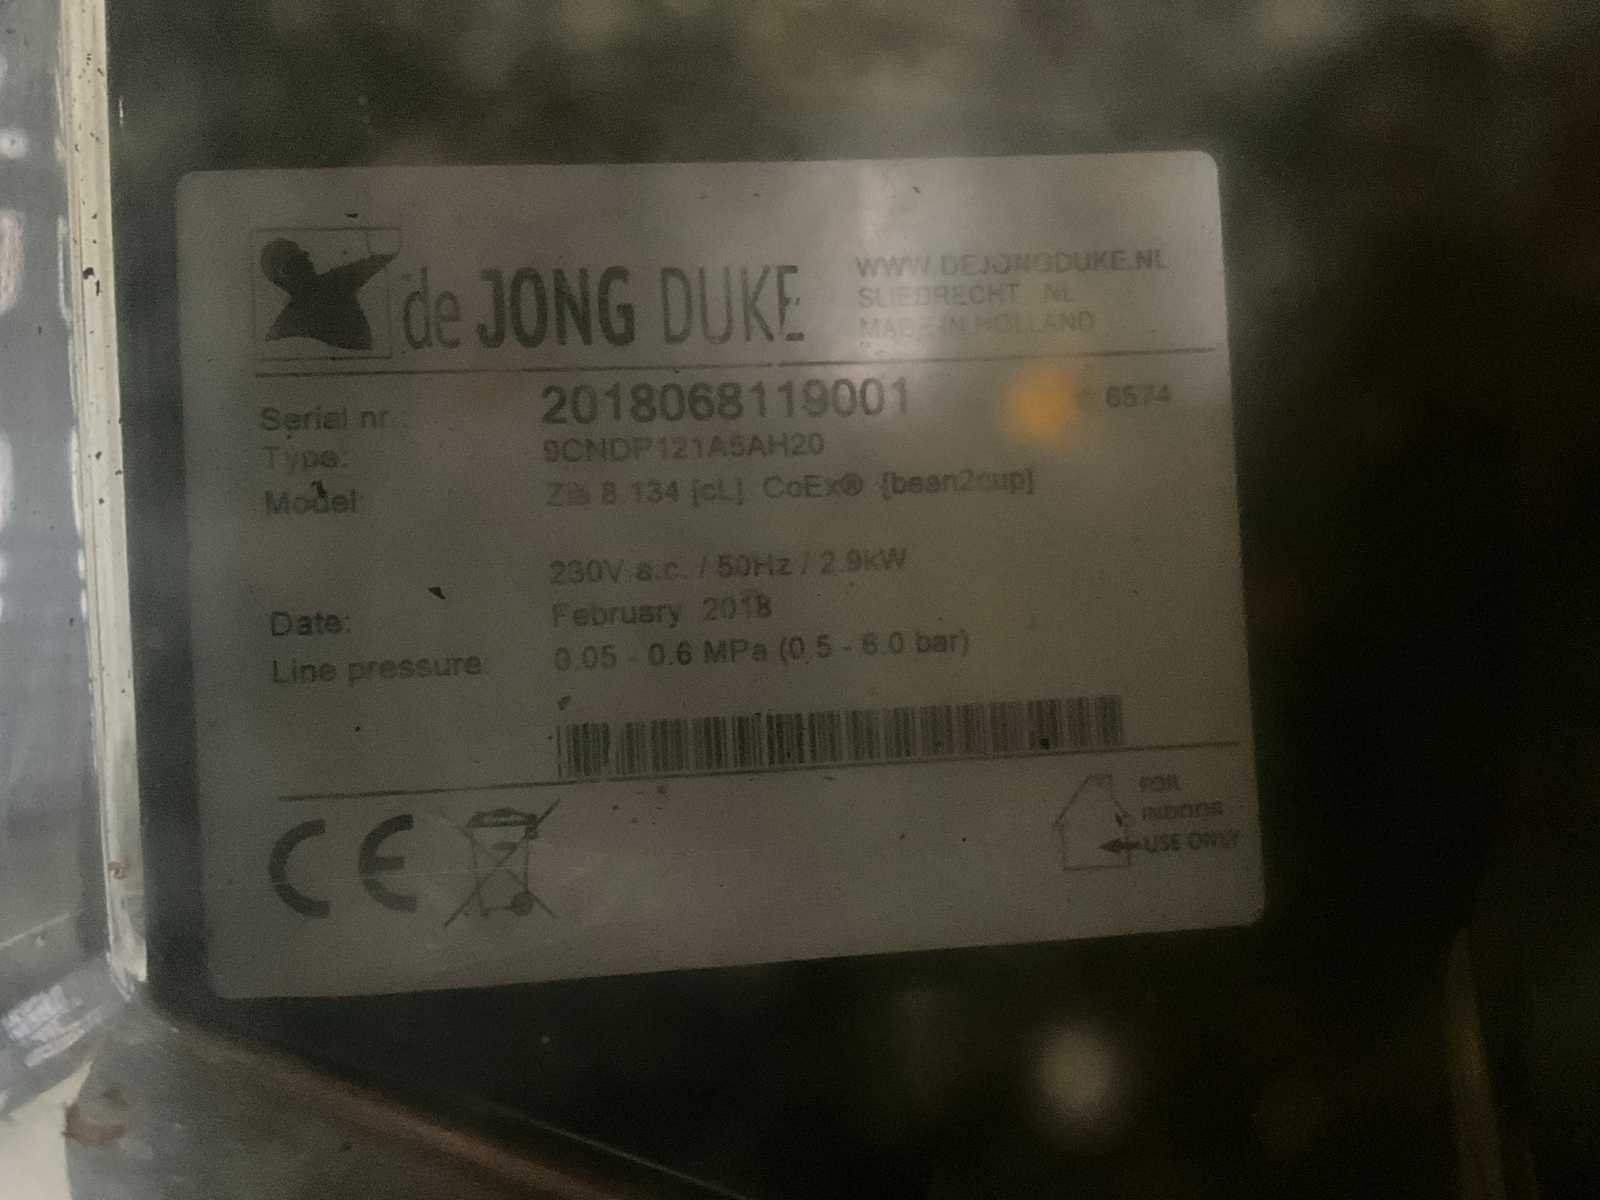 de JONG DUKE
WWW.DEJONGDUKE.NL
SLIEDRECHT NL
MADE IN HOLLAND
Serial nr.: 2018068119001 6574
Type: 9CNDP121A5AH20
Model: Zia 8.134 [cL] CoEx® [bean2cup]
230V a.c. / 50Hz / 2.9kW
Date: February 2018
Line pressure: 0.05 - 0.6 MPa (0.5 - 6.0 bar)
CE
FOR
INDOOR
USE ONLY